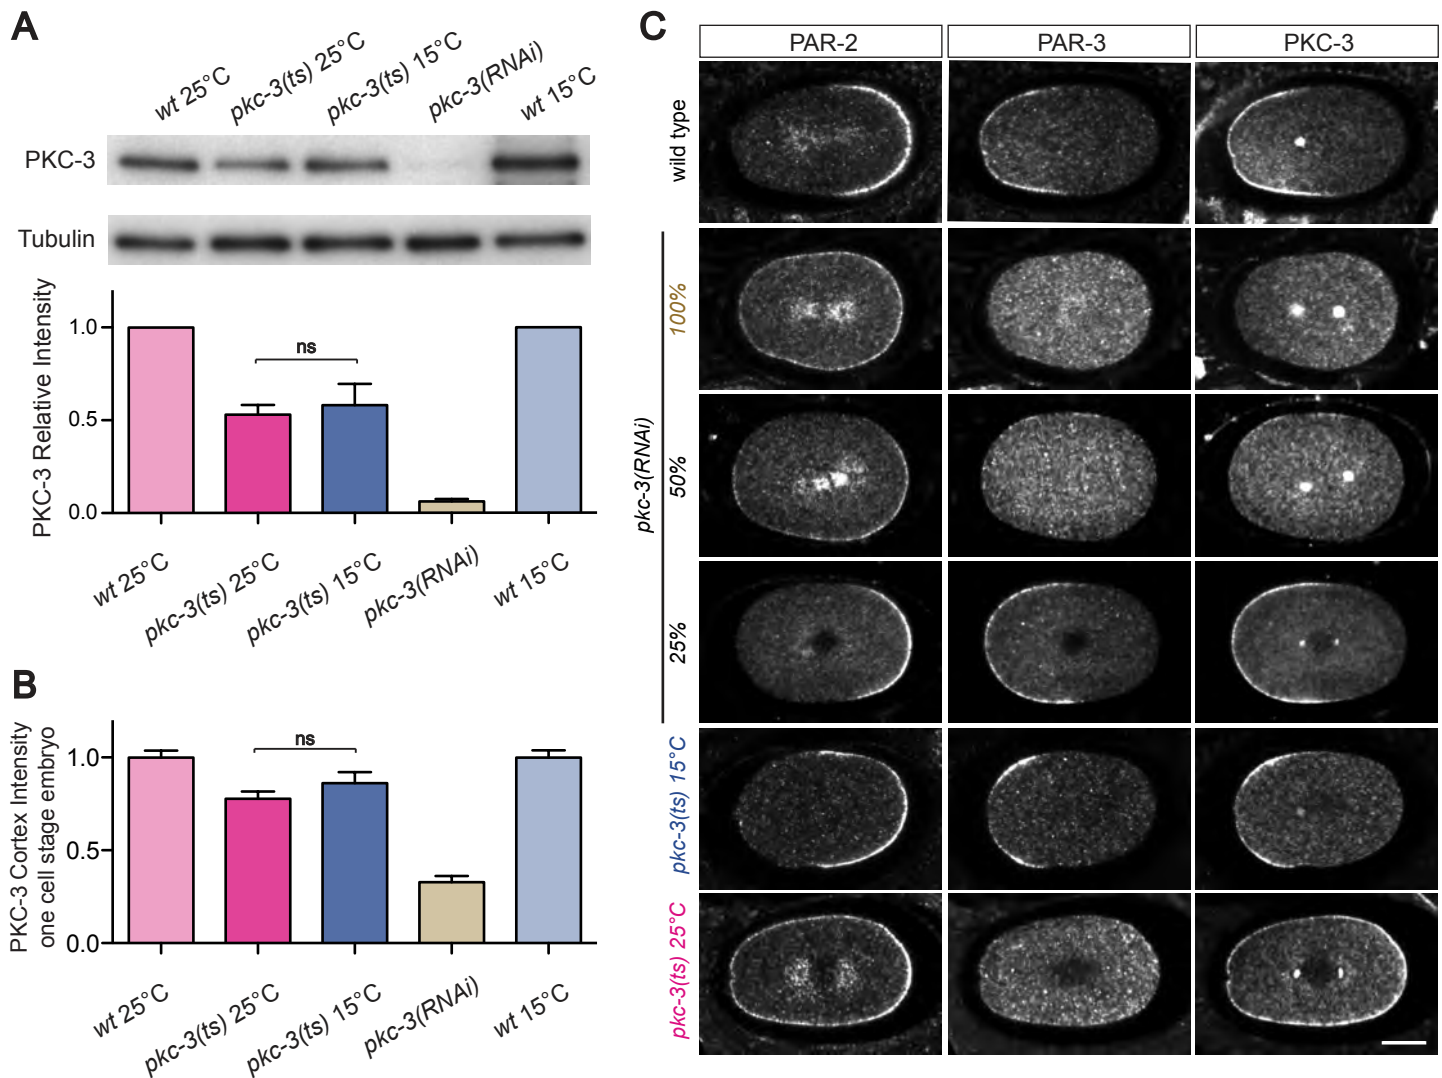 A
wt 25°C
pkc-3(ts) 25°C
pkc-3(ts) 15°C
pkc-3(RNAi)
wt 15°C
PKC-3
Tubulin
PKC-3 Relative Intensity
1.0
0.5
0.0
ns
wt 25°C
pkc-3(ts) 25°C
pkc-3(ts) 15°C
pkc-3(RNAi)
wt 15°C
B
PKC-3 Cortex Intensity
one cell stage embryo
1.0
0.5
0.0
ns
wt 25°C
pkc-3(ts) 25°C
pkc-3(ts) 15°C
pkc-3(RNAi)
wt 15°C
C
PAR-2
PAR-3
PKC-3
wild type
pkc-3(RNAi)
100%
50%
25%
pkc-3(ts) 15°C
pkc-3(ts) 25°C